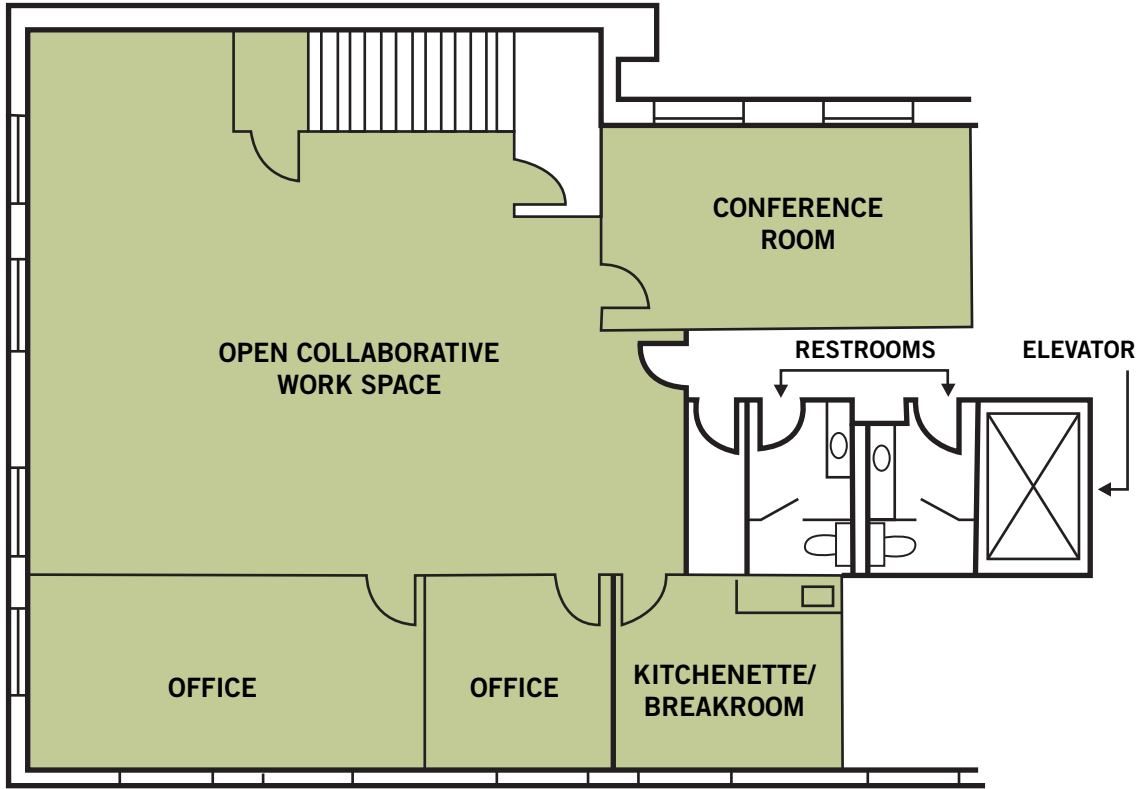 CONFERENCE
ROOM
OPEN COLLABORATIVE
WORK SPACE
RESTROOMS
ELEVATOR
OFFICE
OFFICE
KITCHENETTE/
BREAKROOM